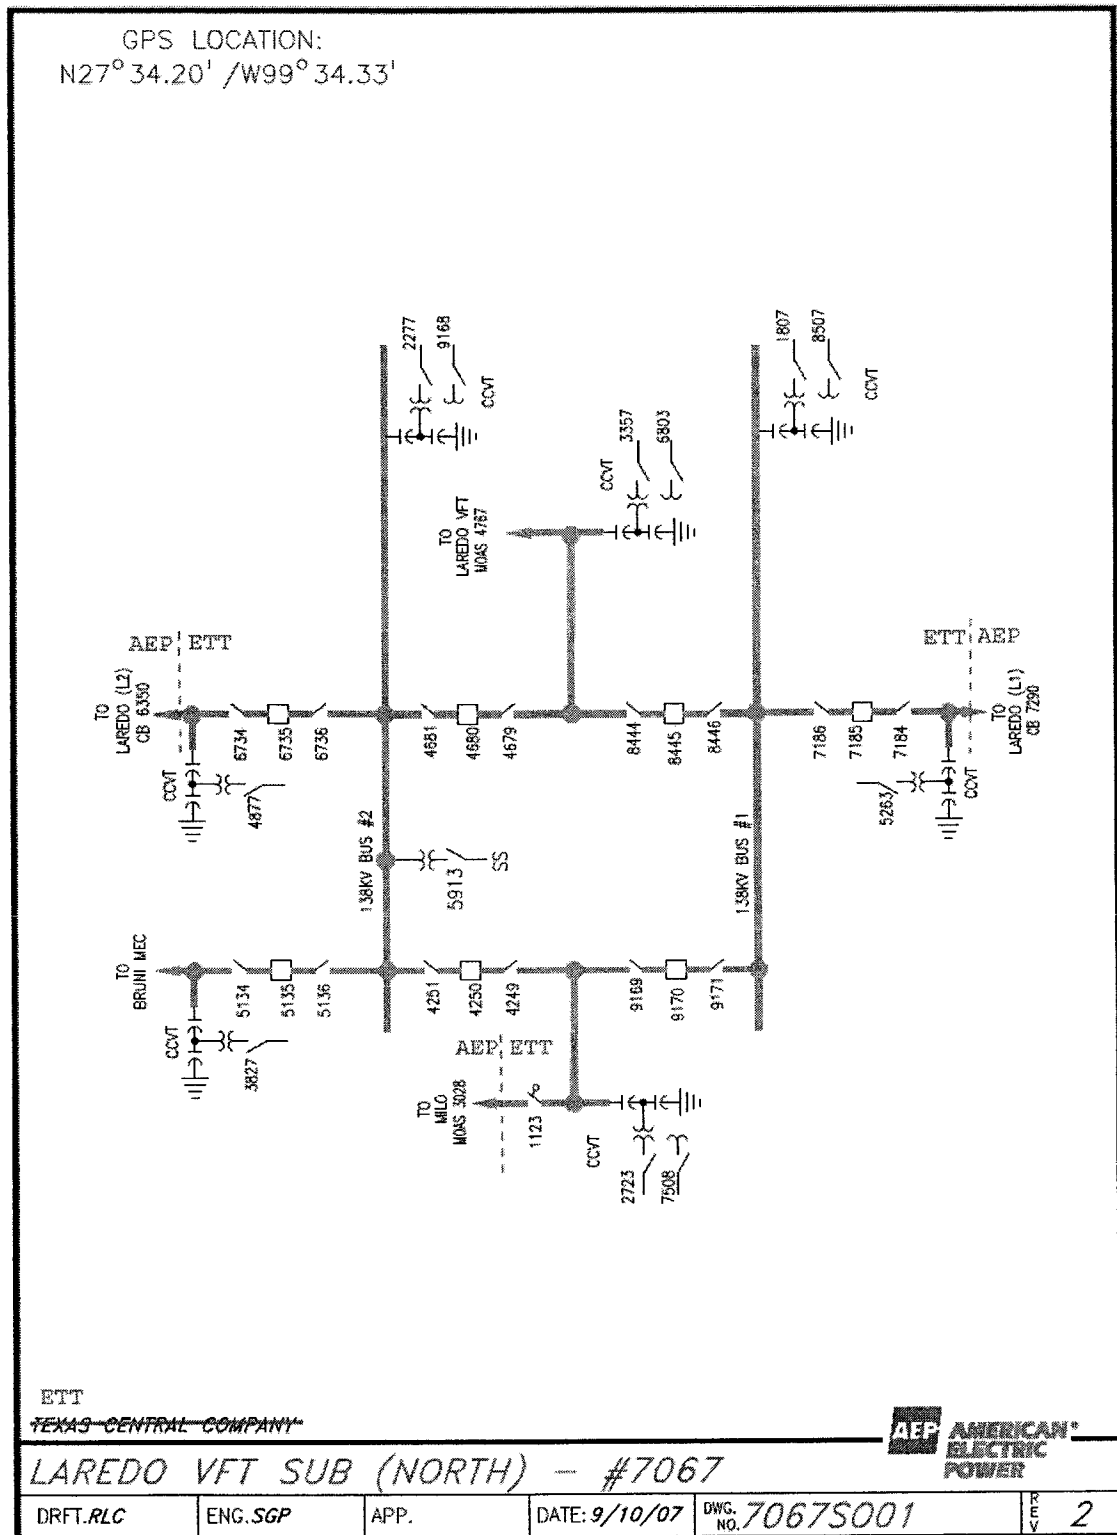 GPS LOCATION:
N27° 34.20' /W99° 34.33'
2277
9168
CCVT
1807
8507
CCVT
CCVT
3357
6803
TO
LAREDO VFT
MOAS 4767
AEP ETT
ETT AEP
TO
LAREDO (L2)
CB 6350
6734
6735
6736
4681
4680
4679
8444
8445
8446
7186
7185
7184
TO
LAREDO (L1)
CB 7290
CCVT
4877
5263
CCVT
138KV BUS #2
5913
SS
138KV BUS #1
TO
BRUNI MEC
5134
5135
5136
4251
4250
4249
9169
9170
9171
CCVT
3827
AEP ETT
TO
MILO
MOAS 3028
1123
CCVT
2723
7508
ETT
TEXAS CENTRAL COMPANY
AEP AMERICAN®
ELECTRIC
POWER
LAREDO VFT SUB (NORTH) - #7067
DRFT.RLC
ENG.SGP
APP.
DATE: 9/10/07
DWG.
NO. 7067S001
REV 2